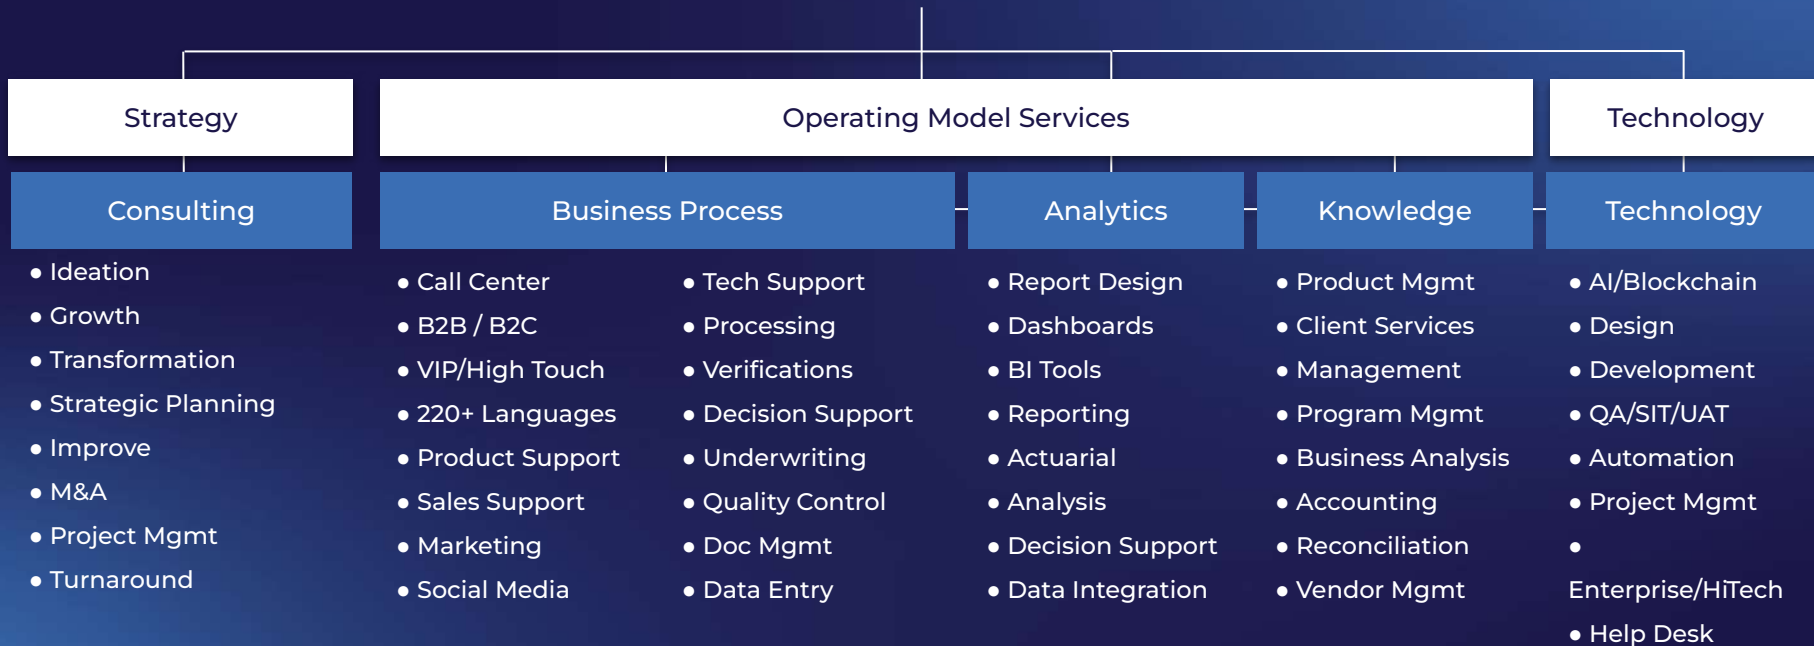 Strategy
Operating Model Services
Technology
Consulting
Business Process
Analytics
Knowledge
Technology
● Ideation
● Growth
● Transformation
● Strategic Planning
● Improve
● M&A
● Project Mgmt
● Turnaround
● Call Center
● B2B / B2C
● VIP/High Touch
● 220+ Languages
● Product Support
● Sales Support
● Marketing
● Social Media
● Tech Support
● Processing
● Verifications
● Decision Support
● Underwriting
● Quality Control
● Doc Mgmt
● Data Entry
● Report Design
● Dashboards
● BI Tools
● Reporting
● Actuarial
● Analysis
● Decision Support
● Data Integration
● Product Mgmt
● Client Services
● Management
● Program Mgmt
● Business Analysis
● Accounting
● Reconciliation
● Vendor Mgmt
● AI/Blockchain
● Design
● Development
● QA/SIT/UAT
● Automation
● Project Mgmt
●
Enterprise/HiTech
● Help Desk